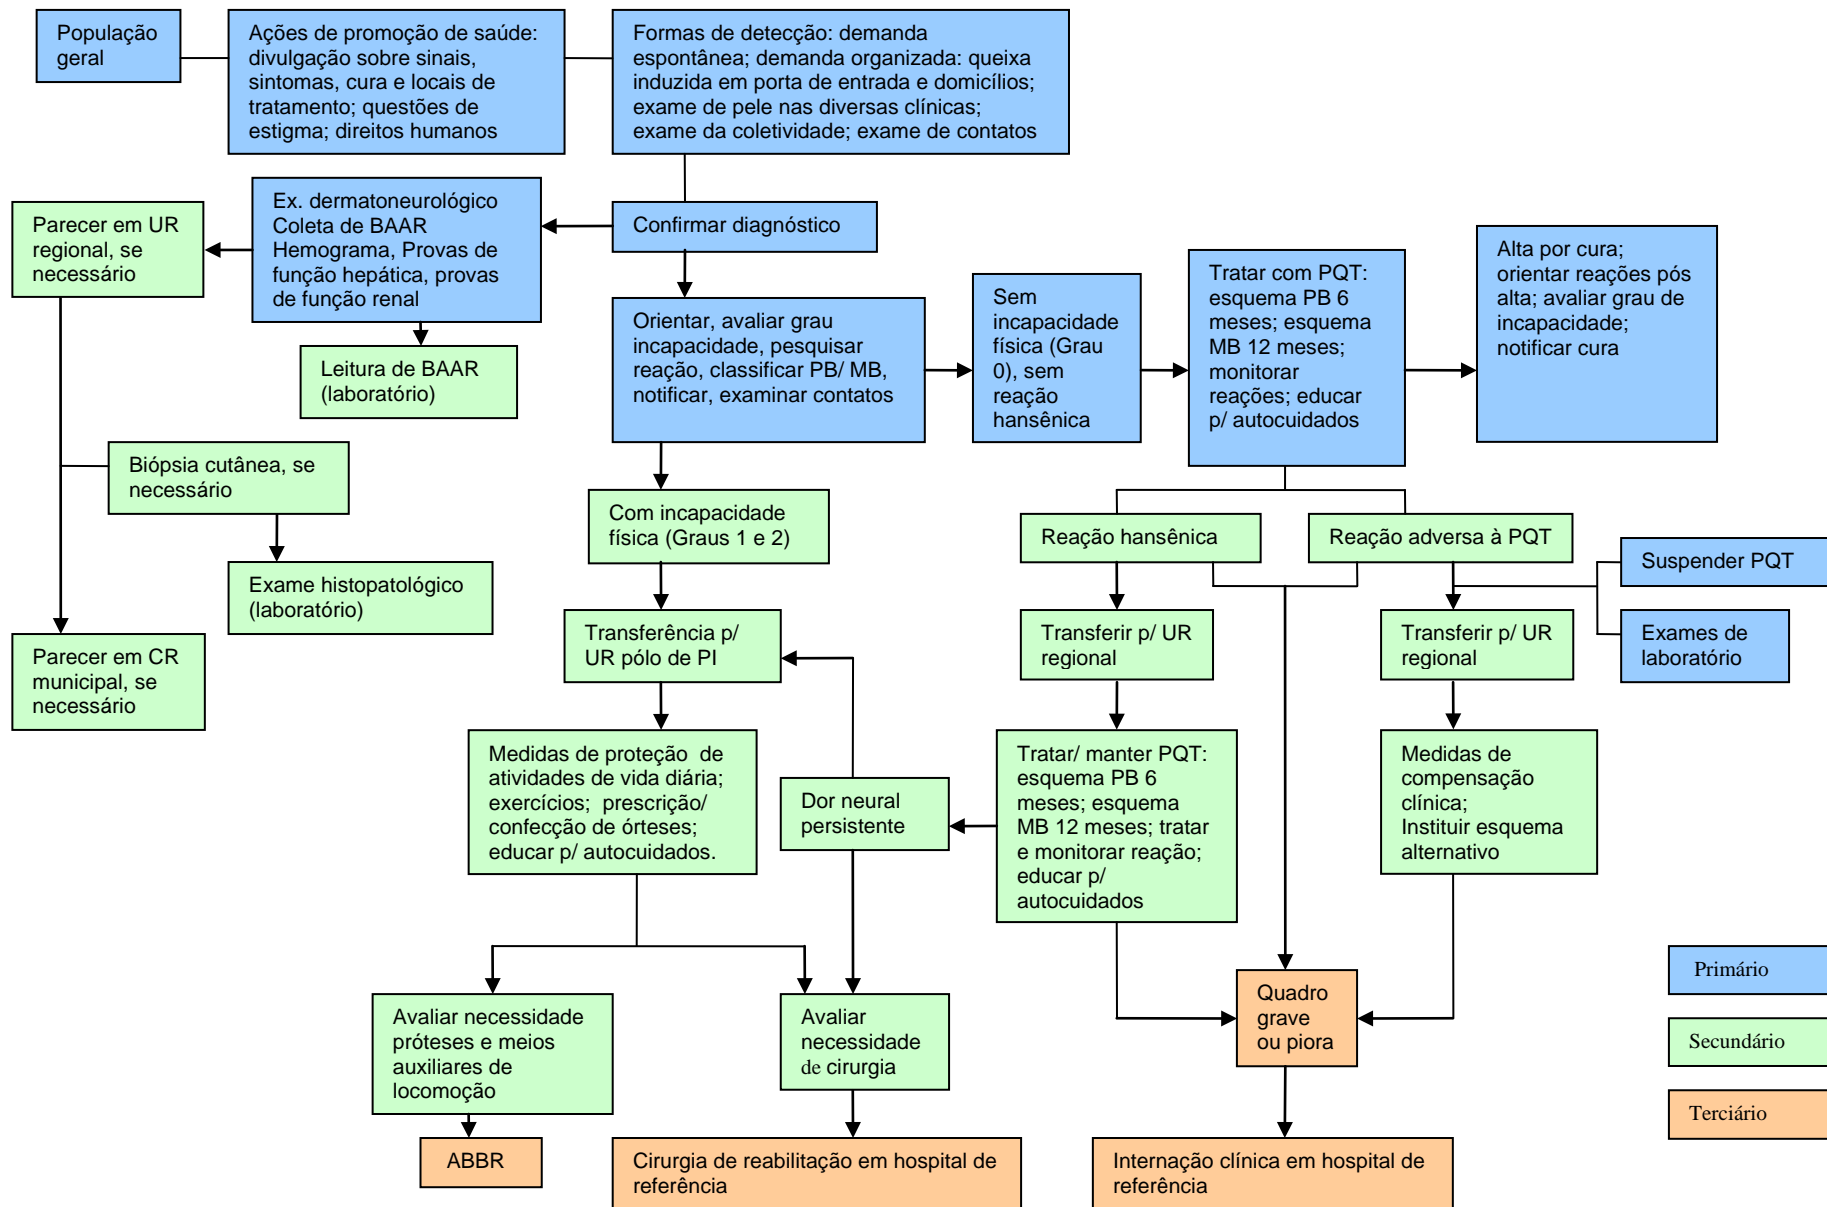 População
geral
Ações de promoção de saúde:
divulgação sobre sinais,
sintomas, cura e locais de
tratamento; questões de
estigma; direitos humanos
Formas de detecção: demanda
espontânea; demanda organizada: queixa
induzida em porta de entrada e domicílios;
exame de pele nas diversas clínicas;
exame da coletividade; exame de contatos
Parecer em UR
regional, se
necessário
Ex. dermatoneurológico
Coleta de BAAR
Hemograma, Provas de
função hepática, provas
de função renal
Confirmar diagnóstico
Leitura de BAAR
(laboratório)
Orientar, avaliar grau
incapacidade, pesquisar
reação, classificar PB/ MB,
notificar, examinar contatos
Sem
incapacidade
física (Grau
0), sem
reação
hansênica
Tratar com PQT:
esquema PB 6
meses; esquema
MB 12 meses;
monitorar
reações; educar
p/ autocuidados
Alta por cura;
orientar reações pós
alta; avaliar grau de
incapacidade;
notificar cura
Biópsia cutânea, se
necessário
Exame histopatológico
(laboratório)
Parecer em CR
municipal, se
necessário
Com incapacidade
física (Graus 1 e 2)
Reação hansênica
Reação adversa à PQT
Suspender PQT
Exames de
laboratório
Transferência p/
UR pólo de PI
Transferir p/ UR
regional
Transferir p/ UR
regional
Medidas de proteção de
atividades de vida diária;
exercícios; prescrição/
confecção de órteses;
educar p/ autocuidados.
Dor neural
persistente
Tratar/ manter PQT:
esquema PB 6
meses; esquema
MB 12 meses; tratar
e monitorar reação;
educar p/
autocuidados
Medidas de
compensação
clínica;
Instituir esquema
alternativo
Avaliar necessidade
próteses e meios
auxiliares de
locomoção
Avaliar
necessidade
de cirurgia
Quadro
grave
ou piora
Primário
Secundário
Terciário
ABBR
Cirurgia de reabilitação em hospital de
referência
Internação clínica em hospital de
referência